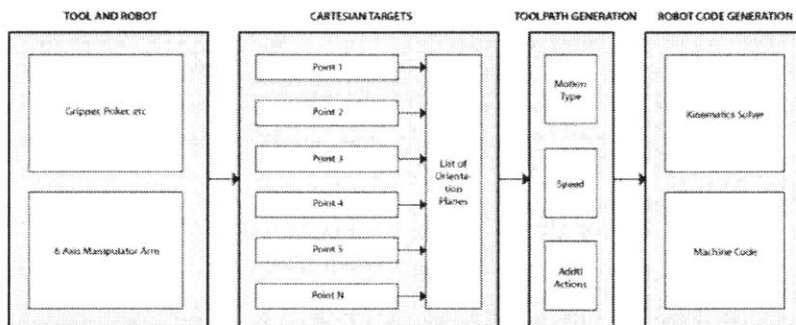 TOOL AND ROBOT
Gripper, Poker, etc
6 Axis Manipulator Arm
CARTESIAN TARGETS
Point 1
Point 2
Point 3
Point 4
Point 5
Point N
List of
Orienta-
tion
Planes
TOOLPATH GENERATION
Motion
Type
Speed
Addtl
Actions
ROBOT CODE GENERATION
Kinematics Solver
Machine Code